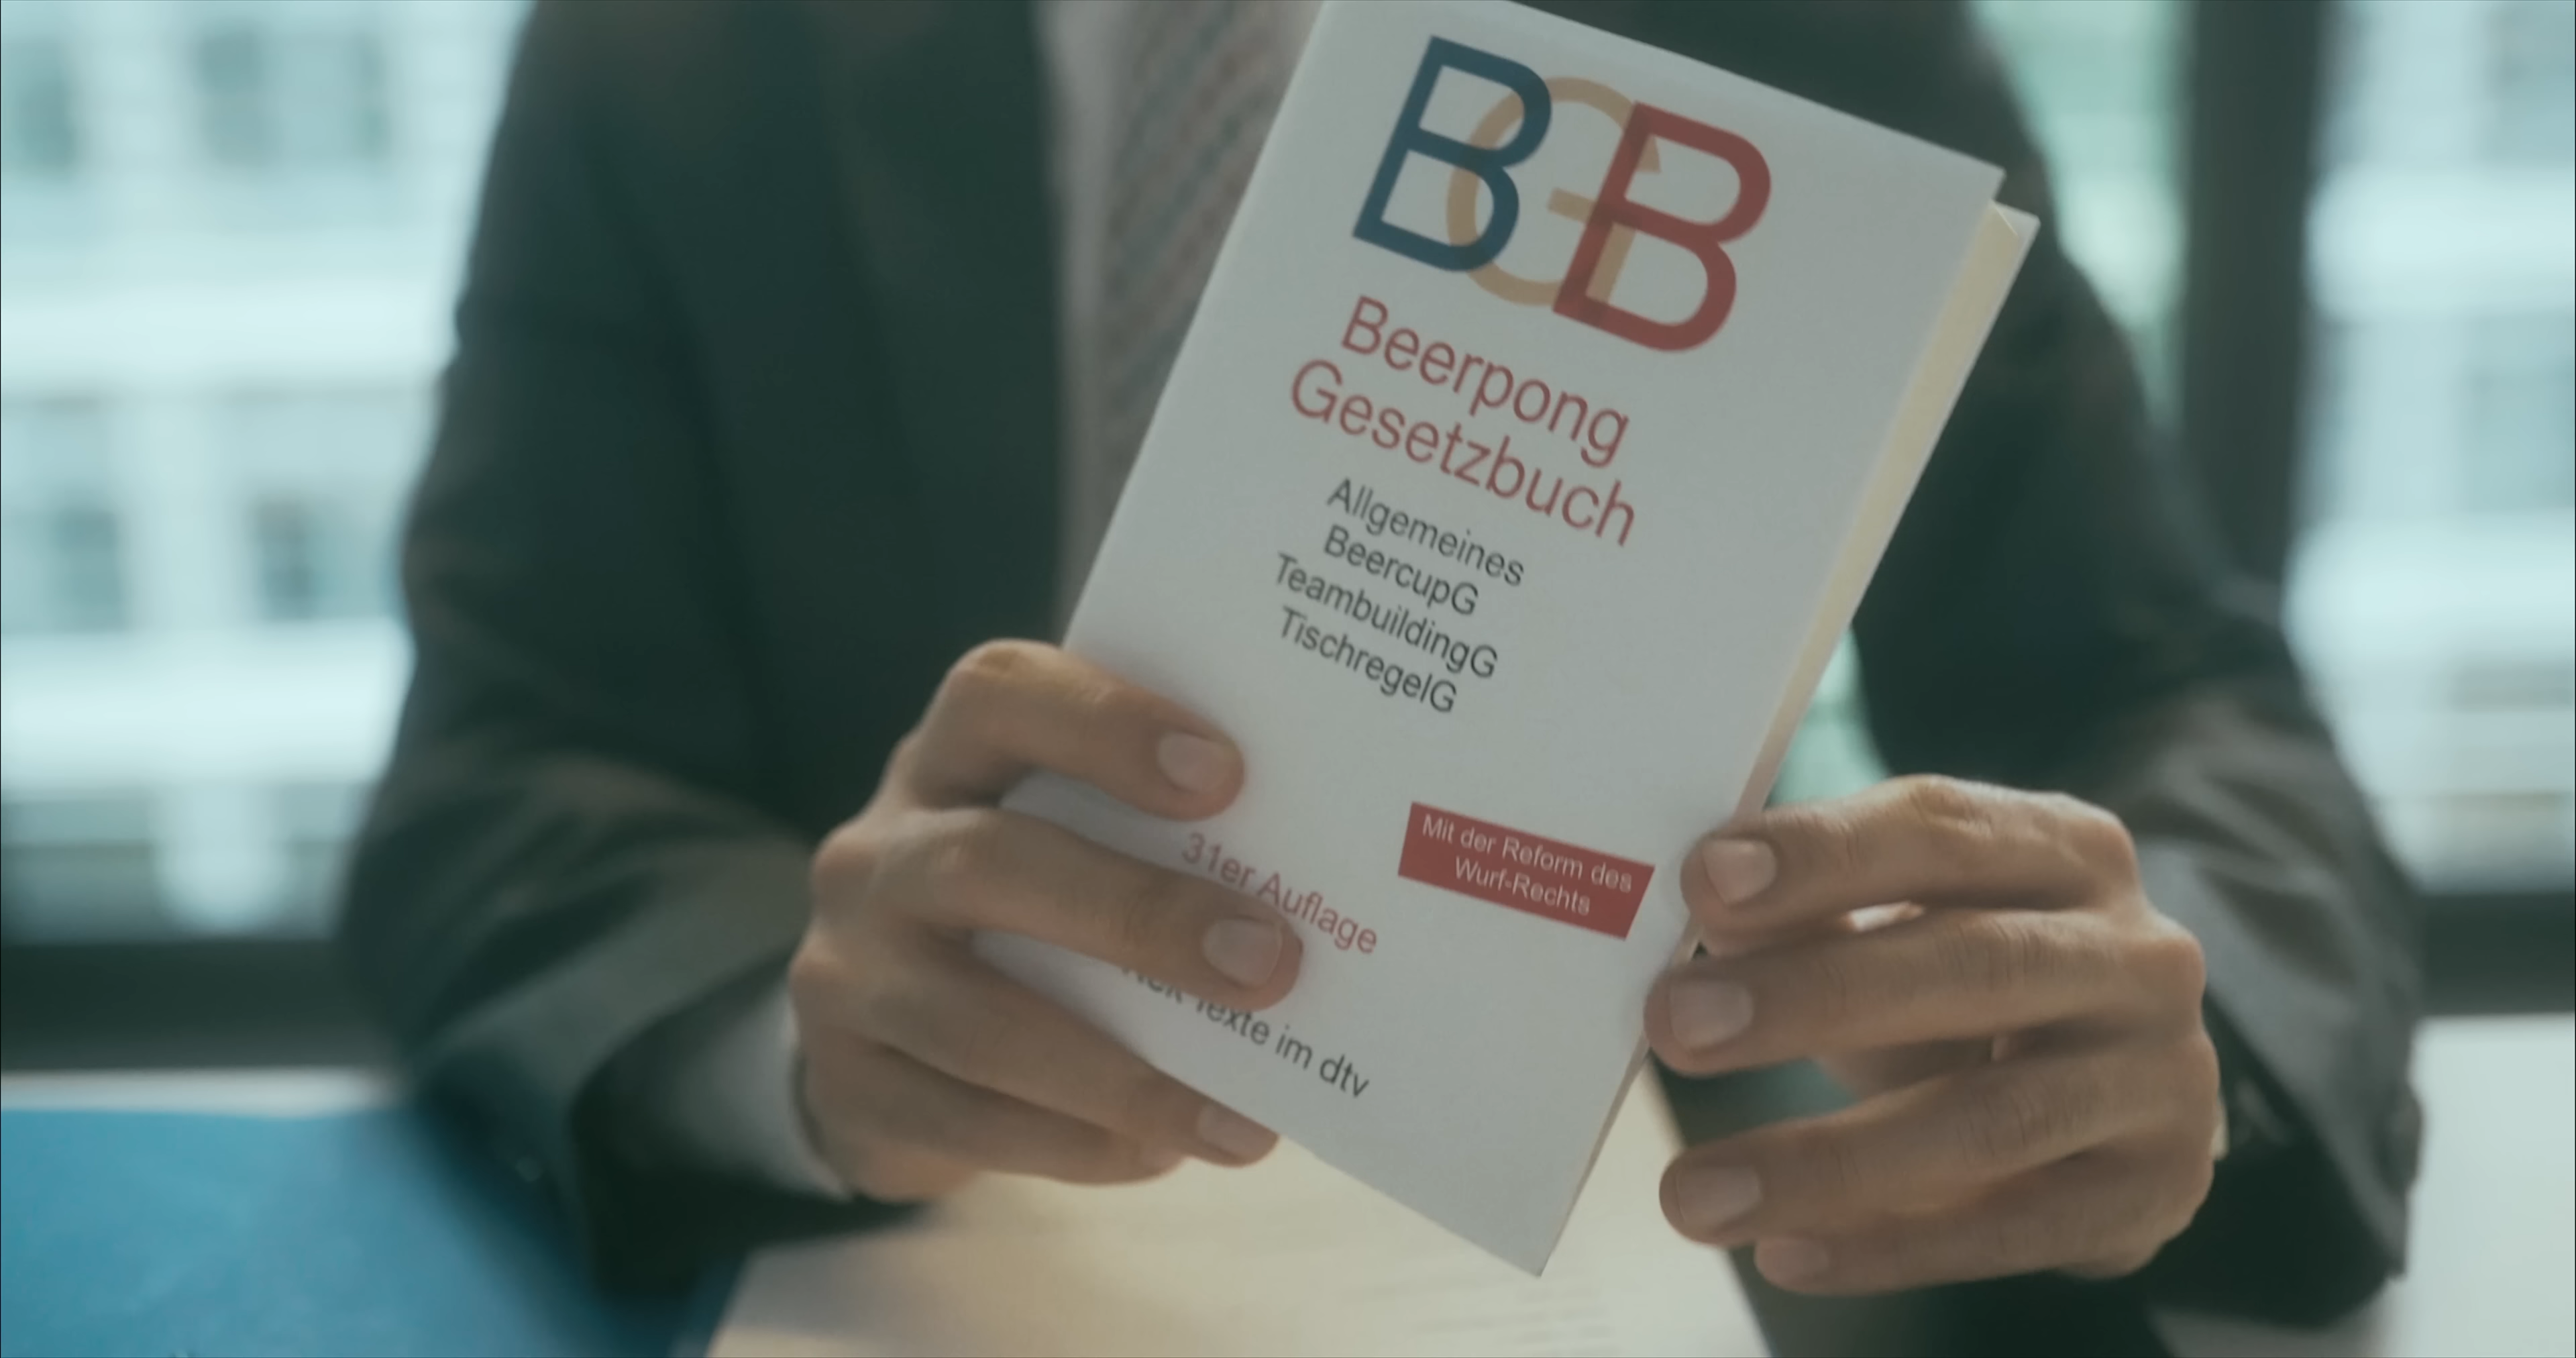 BGB
Beerpong
Gesetzbuch
Allgemeines
BeercupG
TeambuildingG
TischregelG
Mit der Reform des
Wurf-Rechts
31er Auflage
Texte im dtv